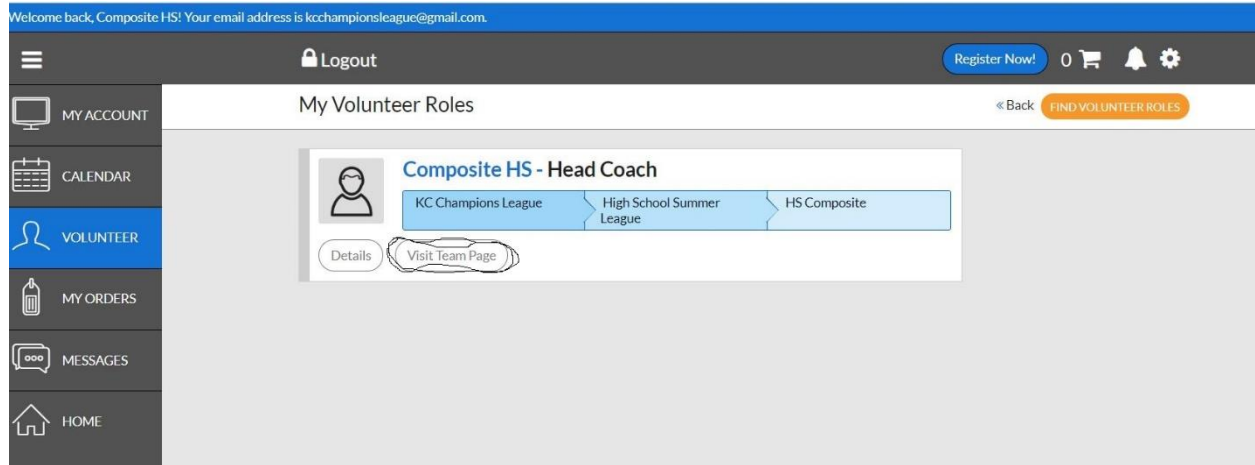 Welcome back, Composite HS! Your email address is kcchampionsleague@gmail.com.
Logout
Register Now!
0
MY ACCOUNT
My Volunteer Roles
« Back
FIND VOLUNTEER ROLES
CALENDAR
Composite HS - Head Coach
KC Champions League
High School Summer
League
HS Composite
VOLUNTEER
Details
Visit Team Page
MY ORDERS
MESSAGES
HOME